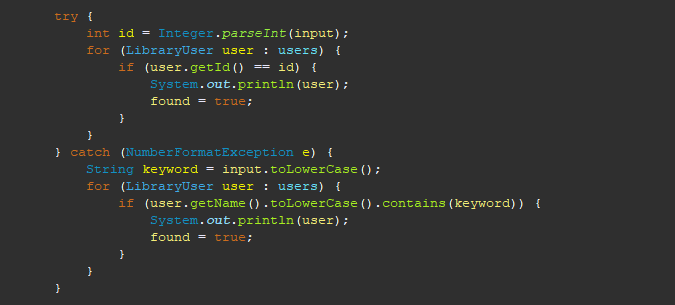 try {
    int id = Integer.parseInt(input);
    for (LibraryUser user : users) {
        if (user.getId() == id) {
            System.out.println(user);
            found = true;
        }
    }
} catch (NumberFormatException e) {
    String keyword = input.toLowerCase();
    for (LibraryUser user : users) {
        if (user.getName().toLowerCase().contains(keyword)) {
            System.out.println(user);
            found = true;
        }
    }
}